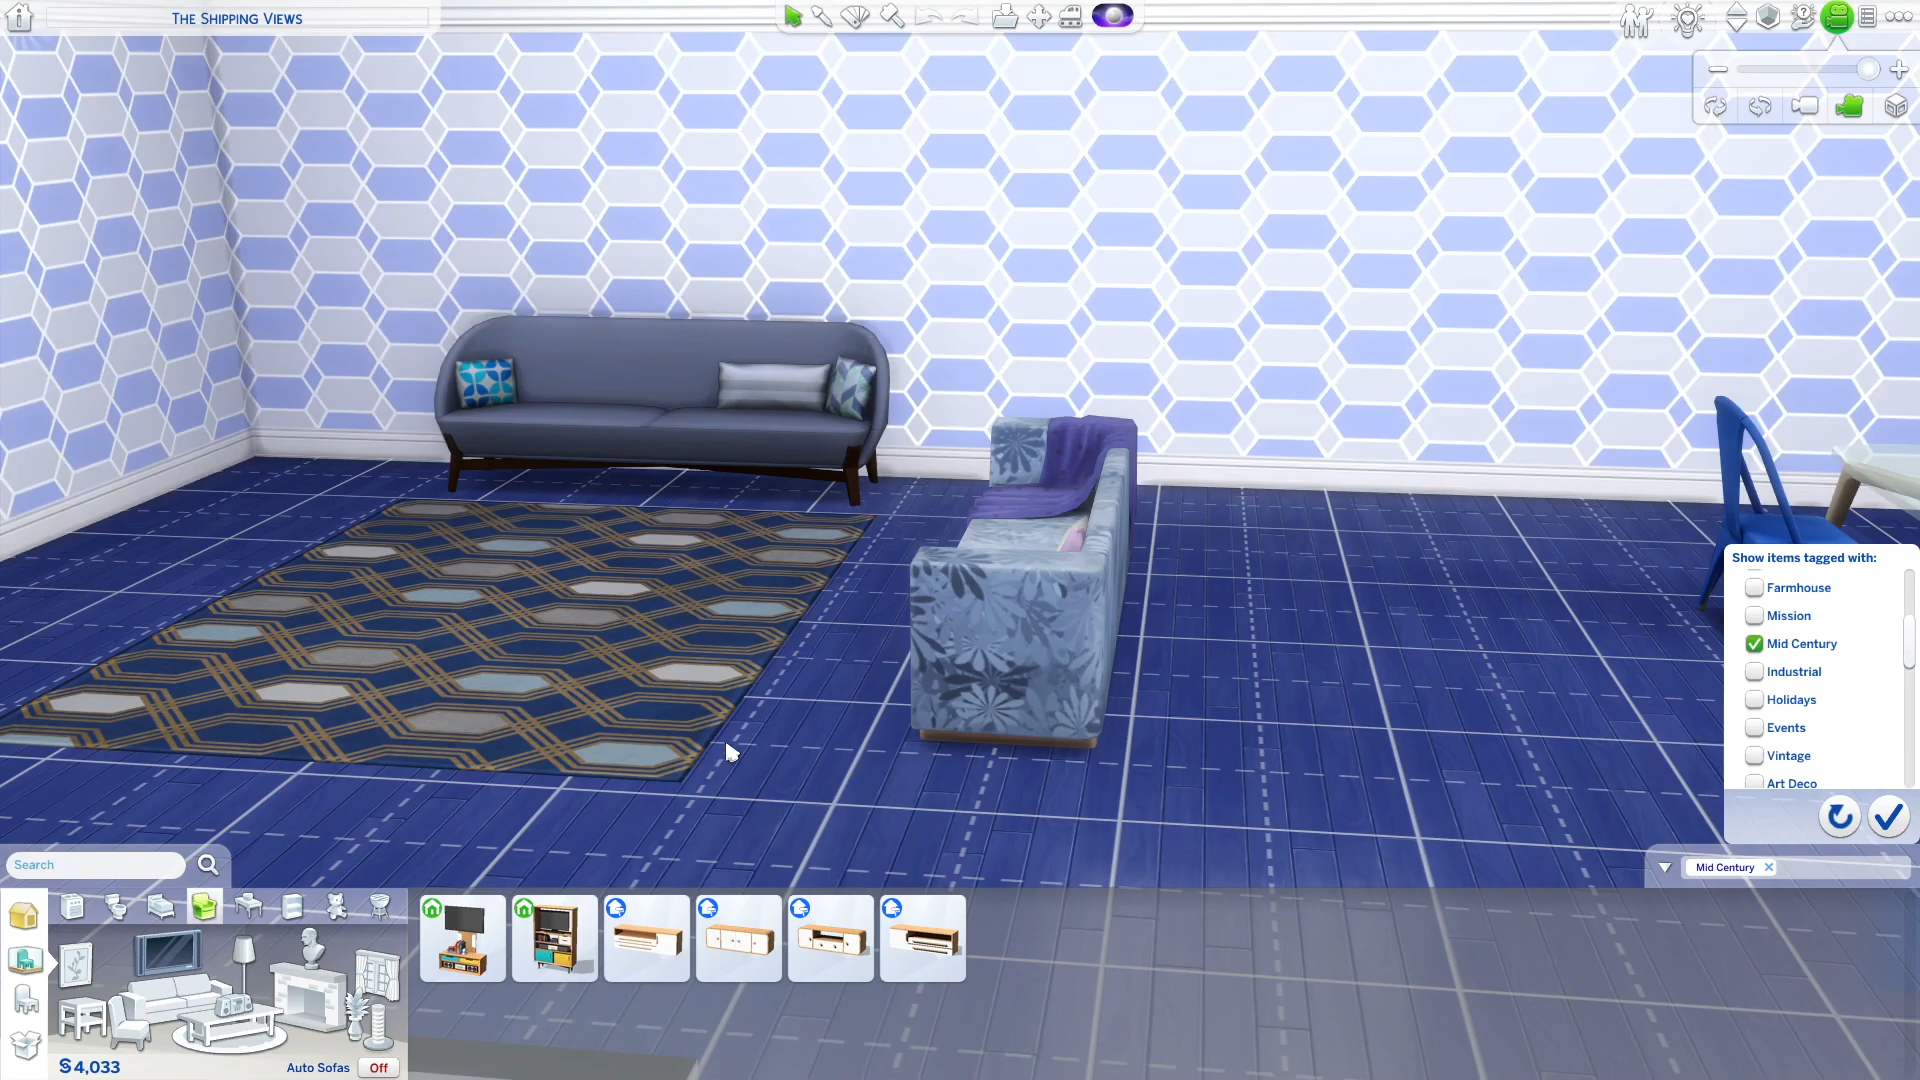 The Shipping Views
Show items tagged with:
Farmhouse
Mission
Mid Century
Industrial
Holidays
Events
Vintage
Art Deco
Search
Mid Century
§4,033
Auto Sofas
Off